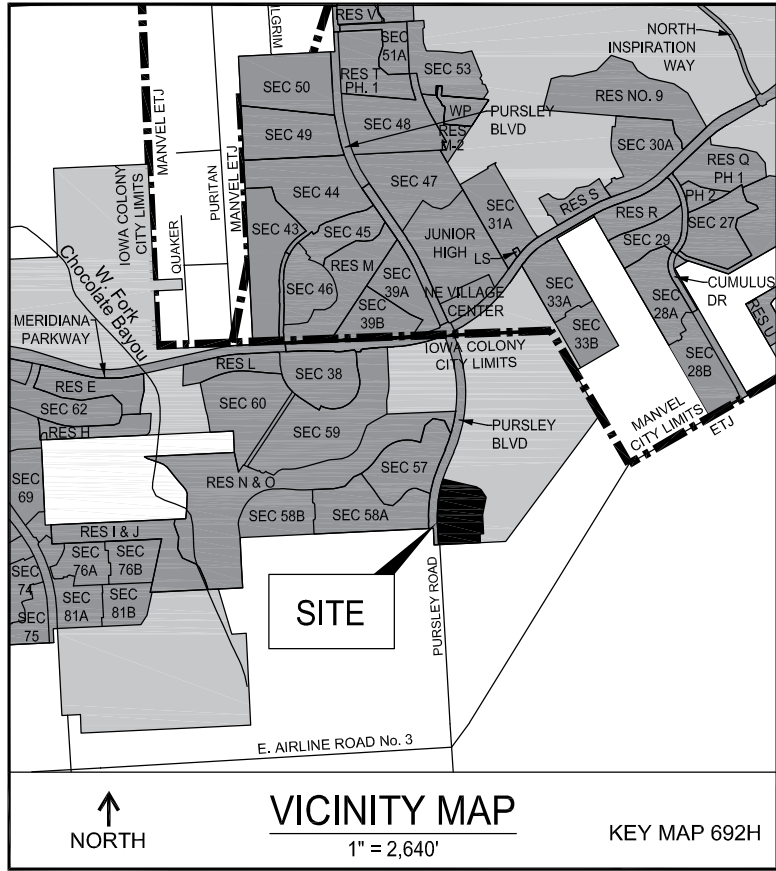 RES V
SEC
51A
NORTH
INSPIRATION
WAY
SEC 53
SEC 50
RES T
PH. 1
RES NO. 9
WP
PURSLEY
BLVD
RES
M-2
SEC 49
SEC 48
SEC 30A
MANVEL ETJ
IOWA COLONY
CITY LIMITS
PURITAN
MANVEL ETJ
QUAKER
RES Q
PH 1
SEC 47
SEC 44
SEC
31A
RES S
PH 2
RES R
SEC 27
SEC 43
SEC 45
JUNIOR
HIGH
SEC 29
LS
W. Fork
Chocolate Bayou
RES M
SEC
39A
SEC
46
SEC
33A
SEC
28A
CUMULUS
DR
NE VILLAGE
CENTER
SEC
39B
MERIDIANA
PARKWAY
SEC
33B
IOWA COLONY
CITY LIMITS
SEC
28B
RES L
SEC 38
RES E
SEC 62
RES H
SEC 60
SEC 59
PURSLEY
BLVD
MANVEL
CITY LIMITS
ETJ
SEC 57
SEC
69
RES N & O
SEC 58B
SEC 58A
RES I & J
SEC
76A
SEC
76B
SEC
74
SEC
81A
SEC
81B
SEC
75
SITE
PURSLEY ROAD
E. AIRLINE ROAD No. 3
NORTH
VICINITY MAP
1" = 2,640'
KEY MAP 692H